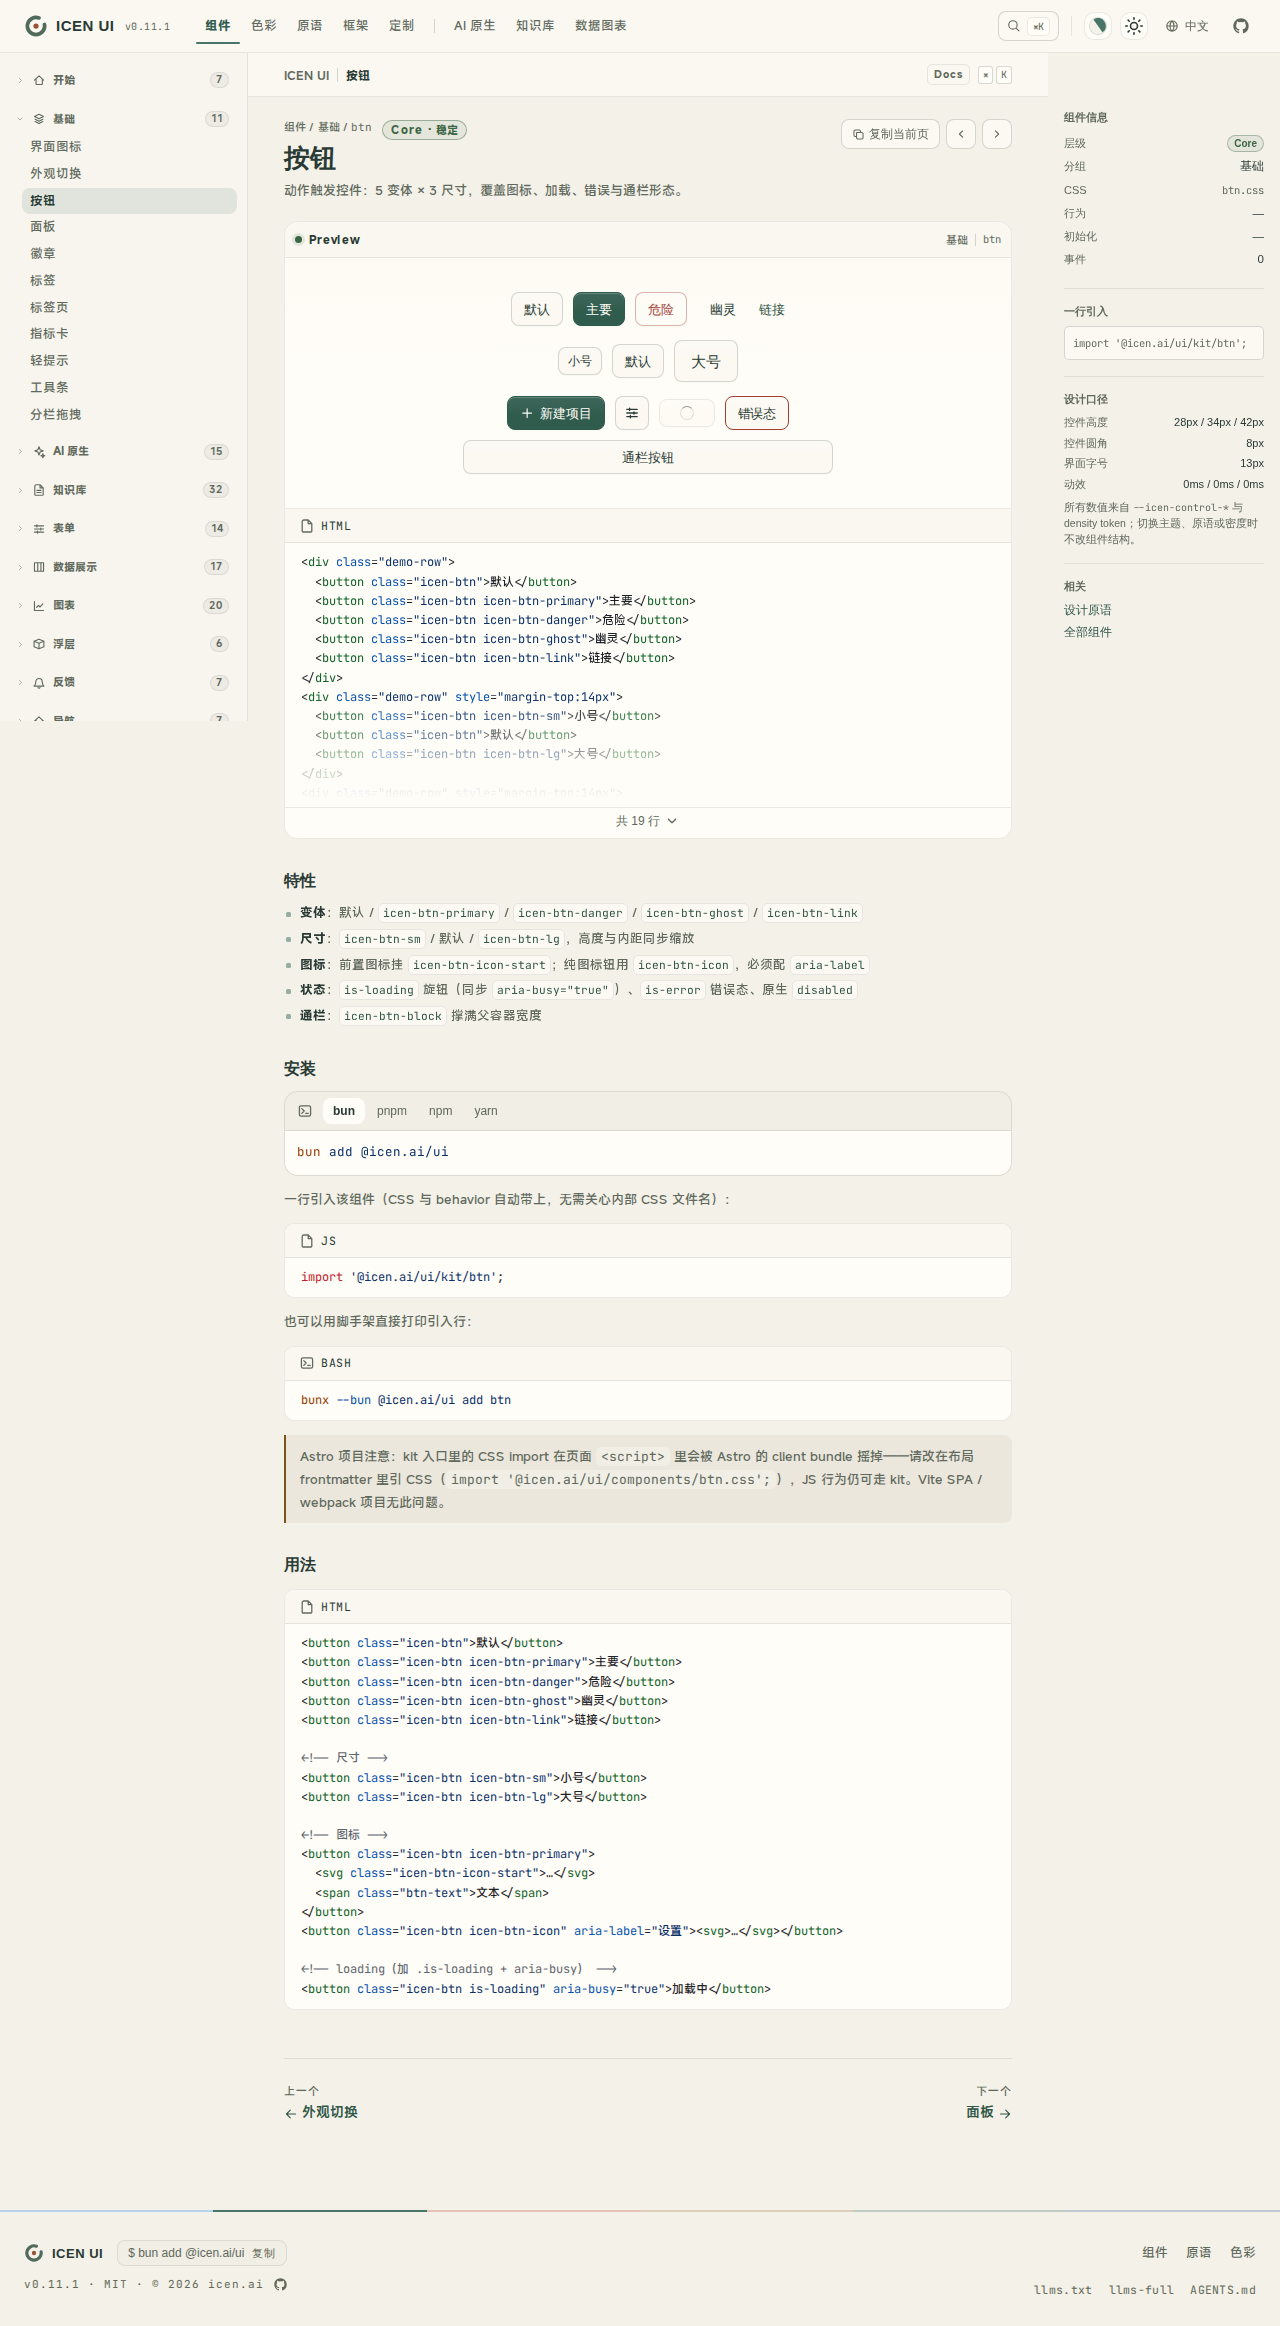 ICEN UI v0.11.1 组件 色彩 原语 框架 定制 AI 原生 知识库 数据图表 ⌘K 中文
开始 7
基础 11
界面图标
外观切换
按钮
面板
徽章
标签
标签页
指标卡
轻提示
工具条
分栏拖拽
AI 原生 15
知识库 32
表单 14
数据展示 17
图表 20
浮层 6
反馈 7
导航 7
ICEN UI 按钮 Docs ⌘ K
组件 / 基础 / btn Core · 稳定
复制当前页
按钮
动作触发控件：5 变体 × 3 尺寸，覆盖图标、加载、错误与通栏形态。
Preview 基础 btn
默认 主要 危险 幽灵 链接
小号 默认 大号
新建项目 错误态
通栏按钮
HTML
<div class="demo-row">
<button class="icen-btn">默认</button>
<button class="icen-btn icen-btn-primary">主要</button>
<button class="icen-btn icen-btn-danger">危险</button>
<button class="icen-btn icen-btn-ghost">幽灵</button>
<button class="icen-btn icen-btn-link">链接</button>
</div>
<div class="demo-row" style="margin-top:14px">
<button class="icen-btn icen-btn-sm">小号</button>
<button class="icen-btn">默认</button>
<button class="icen-btn icen-btn-lg">大号</button>
</div>
<div class="demo-row" style="margin-top:14px">
共 19 行
特性
变体：默认 / icen-btn-primary / icen-btn-danger / icen-btn-ghost / icen-btn-link
尺寸：icen-btn-sm / 默认 / icen-btn-lg，高度与内距同步缩放
图标：前置图标挂 icen-btn-icon-start；纯图标钮用 icen-btn-icon，必须配 aria-label
状态：is-loading 旋钮（同步 aria-busy="true"）、is-error 错误态、原生 disabled
通栏：icen-btn-block 撑满父容器宽度
安装
bun pnpm npm yarn
bun add @icen.ai/ui
一行引入该组件（CSS 与 behavior 自动带上，无需关心内部 CSS 文件名）：
JS
import '@icen.ai/ui/kit/btn';
也可以用脚手架直接打印引入行：
BASH
bunx --bun @icen.ai/ui add btn
Astro 项目注意：kit 入口里的 CSS import 在页面 <script> 里会被 Astro 的 client bundle 摇掉——请改在布局
frontmatter 里引 CSS（ import '@icen.ai/ui/components/btn.css'; ），JS 行为仍可走 kit。Vite SPA /
webpack 项目无此问题。
用法
HTML
<button class="icen-btn">默认</button>
<button class="icen-btn icen-btn-primary">主要</button>
<button class="icen-btn icen-btn-danger">危险</button>
<button class="icen-btn icen-btn-ghost">幽灵</button>
<button class="icen-btn icen-btn-link">链接</button>
<!-- 尺寸 -->
<button class="icen-btn icen-btn-sm">小号</button>
<button class="icen-btn icen-btn-lg">大号</button>
<!-- 图标 -->
<button class="icen-btn icen-btn-primary">
<svg class="icen-btn-icon-start">…</svg>
<span class="btn-text">文本</span>
</button>
<button class="icen-btn icen-btn-icon" aria-label="设置"><svg>…</svg></button>
<!-- loading（加 .is-loading + aria-busy） -->
<button class="icen-btn is-loading" aria-busy="true">加载中</button>
上一个
← 外观切换
下一个
面板 →
组件信息
层级 Core
分组 基础
CSS btn.css
行为 —
初始化 —
事件 0
一行引入
import '@icen.ai/ui/kit/btn';
设计口径
控件高度 28px / 34px / 42px
控件圆角 8px
界面字号 13px
动效 0ms / 0ms / 0ms
所有数值来自 --icen-control-* 与
density token；切换主题、原语或密度时
不改组件结构。
相关
设计原语
全部组件
ICEN UI $ bun add @icen.ai/ui 复制
v0.11.1 · MIT · © 2026 icen.ai
组件 原语 色彩
llms.txt llms-full AGENTS.md